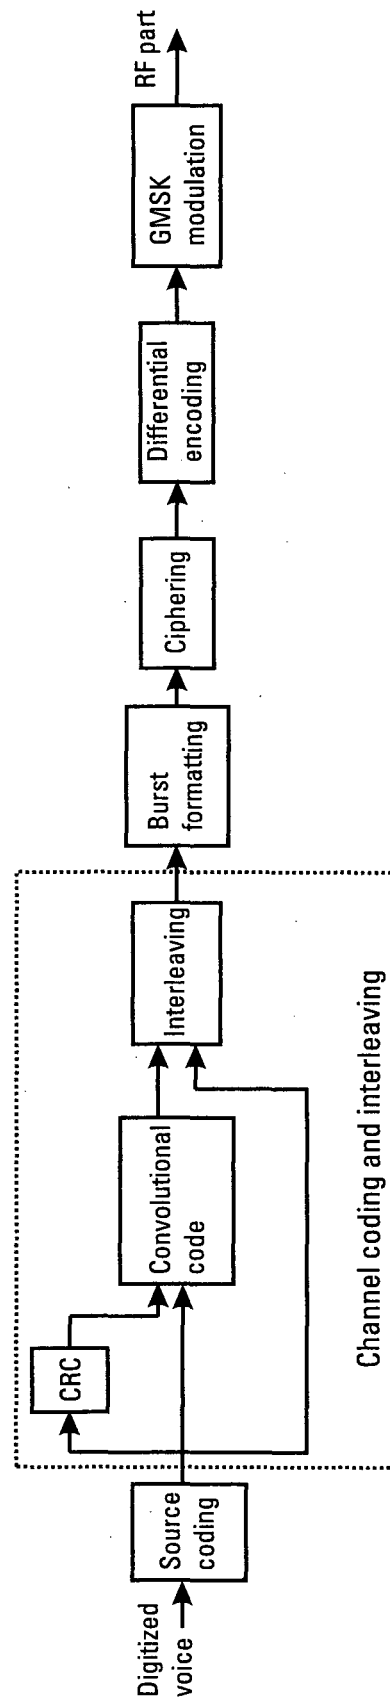 Digitized
voice
Source
coding
CRC
Convolutional
code
Interleaving
Channel coding and interleaving
Burst
formatting
Ciphering
Differential
encoding
GMSK
modulation
RF part